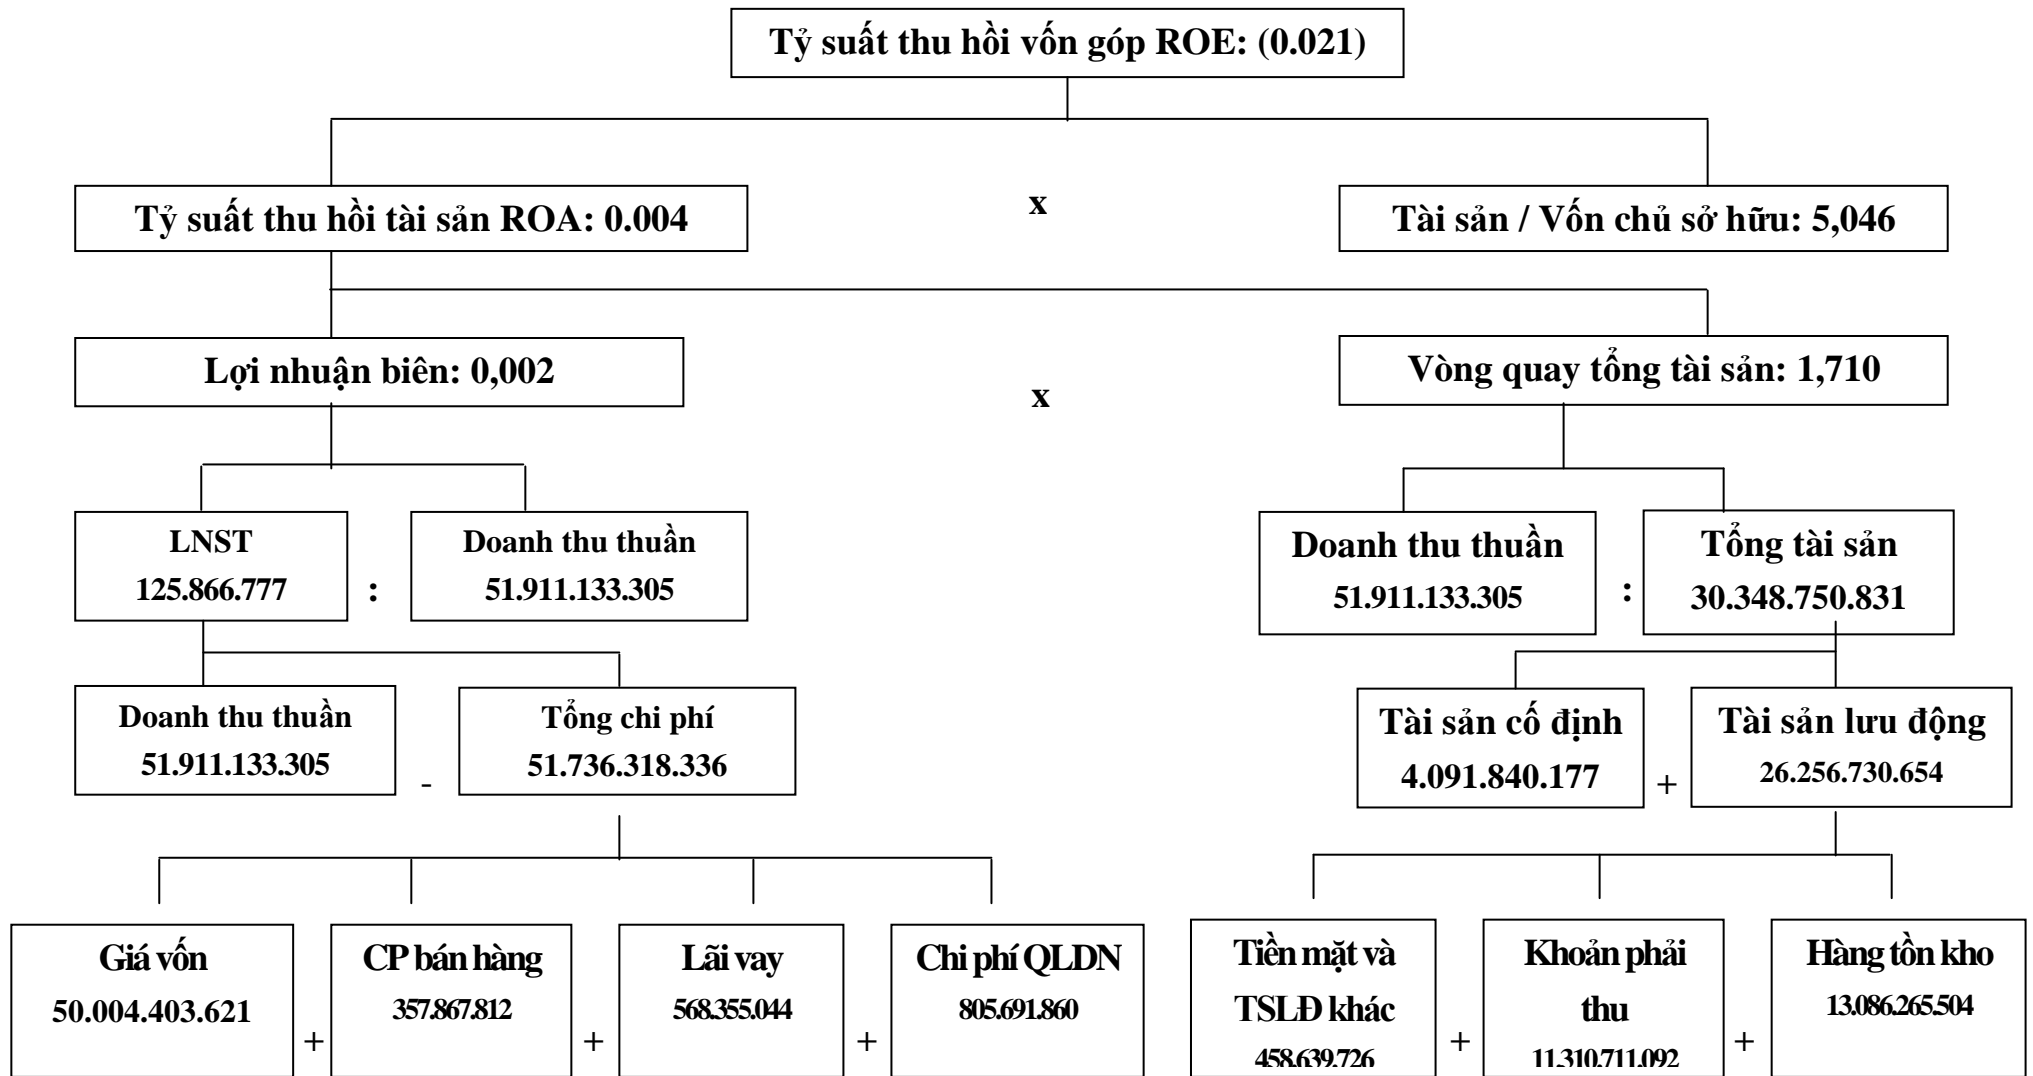 Tỷ suất thu hồi vốn góp ROE: (0.021)
Tỷ suất thu hồi tài sản ROA: 0.004
x
Tài sản / Vốn chủ sở hữu: 5,046
Lợi nhuận biên: 0,002
x
Vòng quay tổng tài sản: 1,710
LNST
125.866.777
:
Doanh thu thuần
51.911.133.305
Doanh thu thuần
51.911.133.305
:
Tổng tài sản
30.348.750.831
Doanh thu thuần
51.911.133.305
-
Tổng chi phí
51.736.318.336
Tài sản cố định
4.091.840.177
+
Tài sản lưu động
26.256.730.654
Giá vốn
50.004.403.621
+
CP bán hàng
357.867.812
+
Lãi vay
568.355.044
+
Chi phí QLDN
805.691.860
Tiền mặt và
TSLĐ khác
458.639.726
+
Khoản phải
thu
11.310.711.092
+
Hàng tồn kho
13.086.265.504